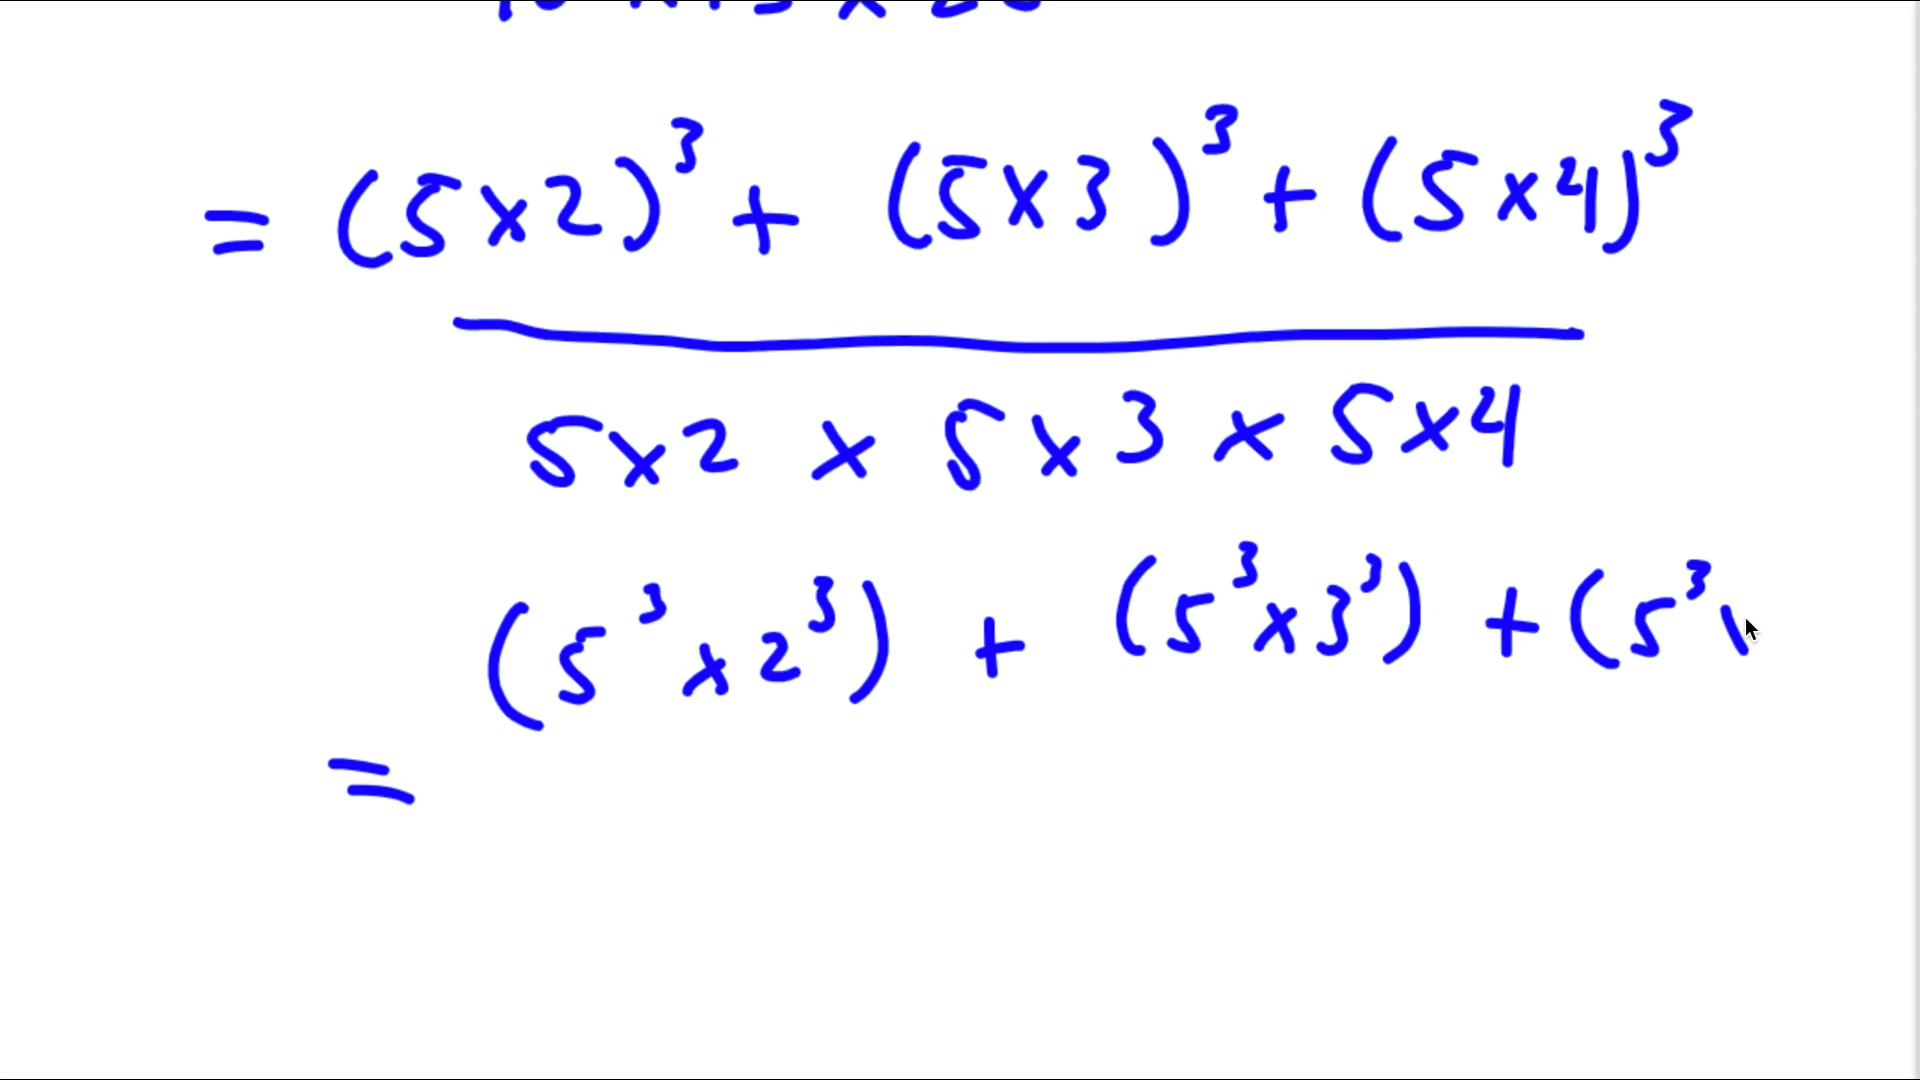 = (5×2)³ + (5×3)³ + (5×4)³
5×2 × 5×3 × 5×4
(5³×2³) + (5³×3³) + (5³
=